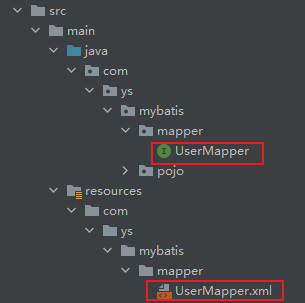 src
main
java
com
ys
mybatis
mapper
UserMapper
pojo
resources
com
ys
mybatis
mapper
UserMapper.xml